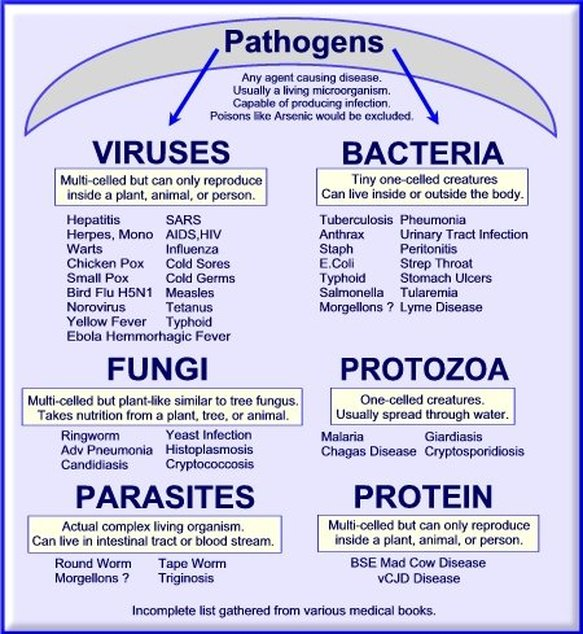 Pathogens
Any agent causing disease.
Usually a living microorganism.
Capable of producing infection.
Poisons like Arsenic would be excluded.
VIRUSES
Multi-celled but can only reproduce
inside a plant, animal, or person.
Hepatitis SARS
Herpes, Mono AIDS,HIV
Warts Influenza
Chicken Pox Cold Sores
Small Pox Cold Germs
Bird Flu H5N1 Measles
Norovirus Tetanus
Yellow Fever Typhoid
Ebola Hemmorhagic Fever
BACTERIA
Tiny one-celled creatures
Can live inside or outside the body.
Tuberculosis Pheumonia
Anthrax Urinary Tract Infection
Staph Peritonitis
E.Coli Strep Throat
Typhoid Stomach Ulcers
Salmonella Tularemia
Morgellons ? Lyme Disease
FUNGI
Multi-celled but plant-like similar to tree fungus.
Takes nutrition from a plant, tree, or animal.
Ringworm Yeast Infection
Adv Pneumonia Histoplasmosis
Candidiasis Cryptococcosis
PROTOZOA
One-celled creatures.
Usually spread through water.
Malaria Giardiasis
Chagas Disease Cryptosporidiosis
PARASITES
Actual complex living organism.
Can live in intestinal tract or blood stream.
Round Worm Tape Worm
Morgellons ? Triginosis
PROTEIN
Multi-celled but can only reproduce
inside a plant, animal, or person.
BSE Mad Cow Disease
vCJD Disease
Incomplete list gathered from various medical books.